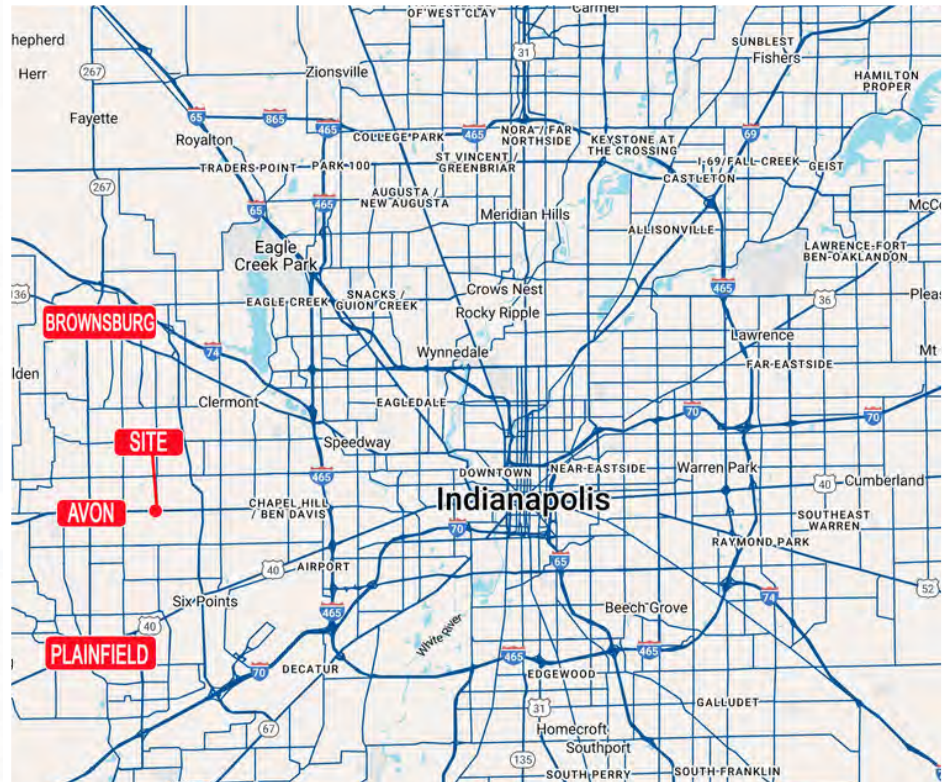 OF WEST CLAY
Carmel
hepherd
31
SUNBLEST
Fishers
267
Herr
Zionsville
HAMILTON
PROPER
Fayette
65
865
465
COLLEGE PARK
465
NORA / FAR
NORTHSIDE
KEYSTONE AT
THE CROSSING
69
Royalton
TRADERS POINT
PARK 100
ST VINCENT /
GREENBRIAR
I-69/FALL CREEK
GEIST
CASTLETON
267
465
AUGUSTA /
NEW AUGUSTA
65
Meridian Hills
McCo
ALLISONVILLE
Eagle
Creek Park
LAWRENCE-FORT
BEN-OAKLANDON
136
EAGLE CREEK
SNACKS /
GUION CREEK
Crows Nest
465
36
Pleas
BROWNSBURG
Rocky Ripple
Lawrence
74
Wynnedale
Mt
FAR-EASTSIDE
lden
Clermont
EAGLEDALE
70
70
SITE
Speedway
465
DOWNTOWN
NEAR-EASTSIDE
Warren Park
40
Cumberland
AVON
CHAPEL HILL
/ BEN DAVIS
Indianapolis
SOUTHEAST
WARREN
70
RAYMOND PARK
40
AIRPORT
65
74
52
Six Points
40
465
Beech Grove
White River
PLAINFIELD
70
DECATUR
465
465
EDGEWOOD
31
GALLUDET
67
Homecroft
135
Southport
SOUTH PERRY
SOUTH-FRANKLIN